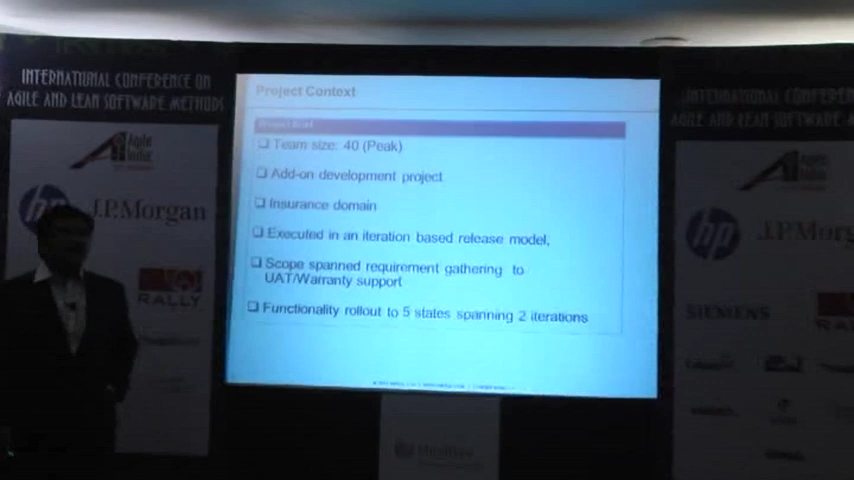 INTERNATIONAL CONFERENCE ON
AGILE AND LEAN SOFTWARE METHODS
Agile
India
hp
J.P.Morgan
RALLY
Project Context
❑ Team size: 40 (Peak)
❑ Add-on development project
❑ Insurance domain
❑ Executed in an iteration based release model,
❑ Scope spanned requirement gathering to
UAT/Warranty support
❑ Functionality rollout to 5 states spanning 2 iterations
INTERNATIONAL CONFERENCE
AGILE AND LEAN SOFTWARE
Agile
India
hp
J.P.Morg
SIEMENS
RA